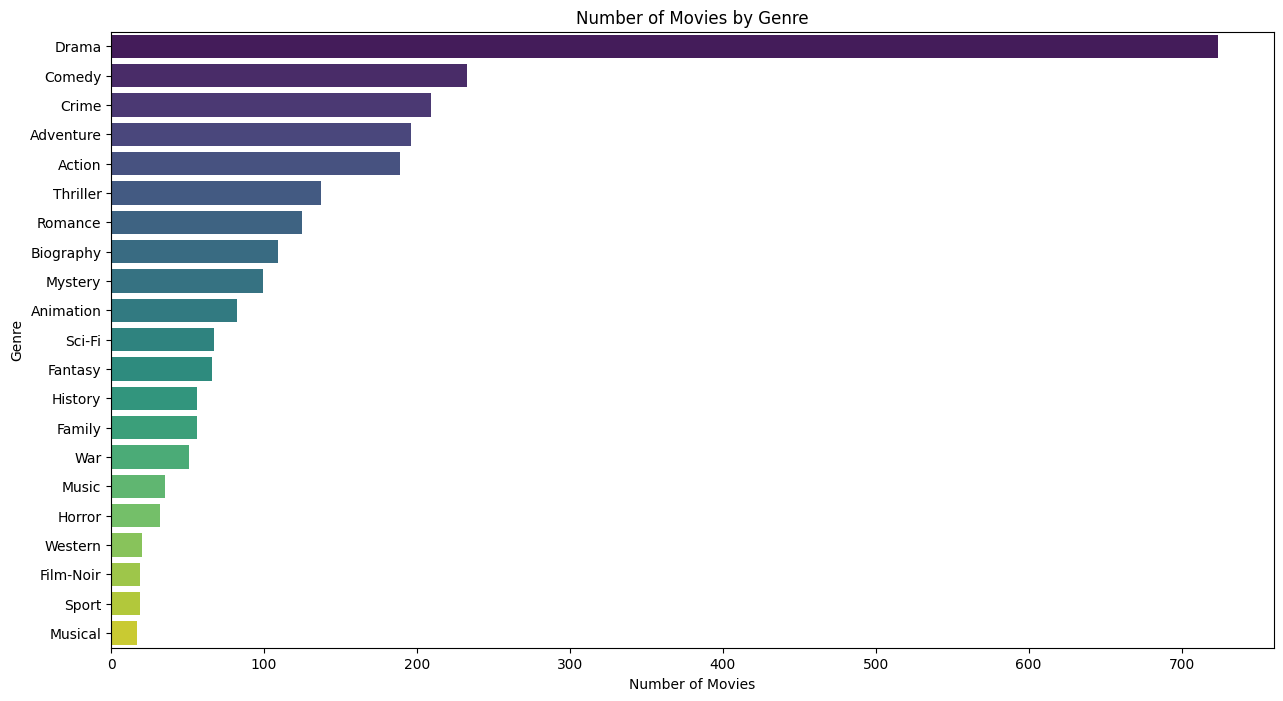 Number of Movies by Genre
Drama
Comedy
Crime
Adventure
Action
Thriller
Romance
Biography
Mystery
Animation
Sci-Fi
Fantasy
History
Family
War
Music
Horror
Western
Film-Noir
Sport
Musical
Genre
0 100 200 300 400 500 600 700
Number of Movies